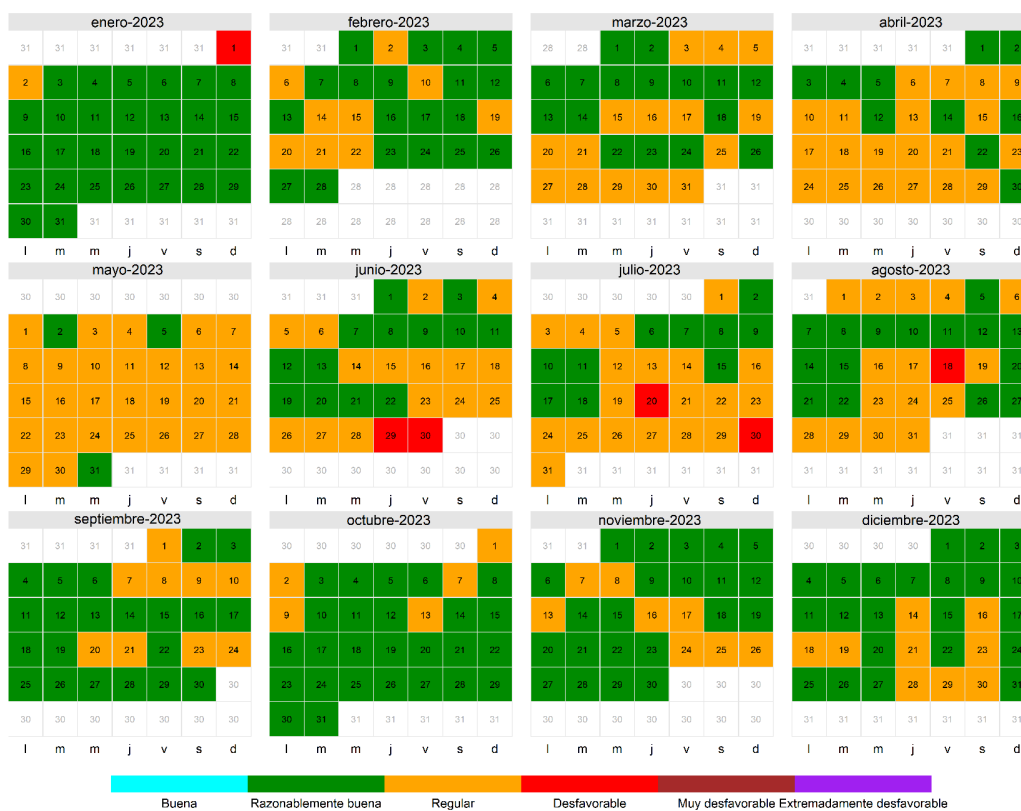 enero-2023
31 31 31 31 31 31 1
2 3 4 5 6 7 8
9 10 11 12 13 14 15
16 17 18 19 20 21 22
23 24 25 26 27 28 29
30 31 31 31 31 31 31
l m m j v s d
febrero-2023
31 31 1 2 3 4 5
6 7 8 9 10 11 12
13 14 15 16 17 18 19
20 21 22 23 24 25 26
27 28 28 28 28 28 28
28 28 28 28 28 28 28
l m m j v s d
marzo-2023
28 28 1 2 3 4 5
6 7 8 9 10 11 12
13 14 15 16 17 18 19
20 21 22 23 24 25 26
27 28 29 30 31 31 31
31 31 31 31 31 31 31
l m m j v s d
abril-2023
31 31 31 31 31 1 2
3 4 5 6 7 8 9
10 11 12 13 14 15 16
17 18 19 20 21 22 23
24 25 26 27 28 29 30
30 30 30 30 30 30 30
l m m j v s d
mayo-2023
30 30 30 30 30 30 30
1 2 3 4 5 6 7
8 9 10 11 12 13 14
15 16 17 18 19 20 21
22 23 24 25 26 27 28
29 30 31 31 31 31 31
l m m j v s d
junio-2023
31 31 31 1 2 3 4
5 6 7 8 9 10 11
12 13 14 15 16 17 18
19 20 21 22 23 24 25
26 27 28 29 30 30 30
30 30 30 30 30 30 30
l m m j v s d
julio-2023
30 30 30 30 30 1 2
3 4 5 6 7 8 9
10 11 12 13 14 15 16
17 18 19 20 21 22 23
24 25 26 27 28 29 30
31 31 31 31 31 31 31
l m m j v s d
agosto-2023
31 1 2 3 4 5 6
7 8 9 10 11 12 13
14 15 16 17 18 19 20
21 22 23 24 25 26 27
28 29 30 31 31 31 31
31 31 31 31 31 31 31
l m m j v s d
septiembre-2023
31 31 31 31 1 2 3
4 5 6 7 8 9 10
11 12 13 14 15 16 17
18 19 20 21 22 23 24
25 26 27 28 29 30 30
30 30 30 30 30 30 30
l m m j v s d
octubre-2023
30 30 30 30 30 30 1
2 3 4 5 6 7 8
9 10 11 12 13 14 15
16 17 18 19 20 21 22
23 24 25 26 27 28 29
30 31 31 31 31 31 31
l m m j v s d
noviembre-2023
31 31 1 2 3 4 5
6 7 8 9 10 11 12
13 14 15 16 17 18 19
20 21 22 23 24 25 26
27 28 29 30 30 30 30
30 30 30 30 30 30 30
l m m j v s d
diciembre-2023
30 30 30 30 1 2 3
4 5 6 7 8 9 10
11 12 13 14 15 16 17
18 19 20 21 22 23 24
25 26 27 28 29 30 31
31 31 31 31 31 31 31
l m m j v s d
Buena Razonablemente buena Regular Desfavorable Muy desfavorable Extremadamente desfavorable